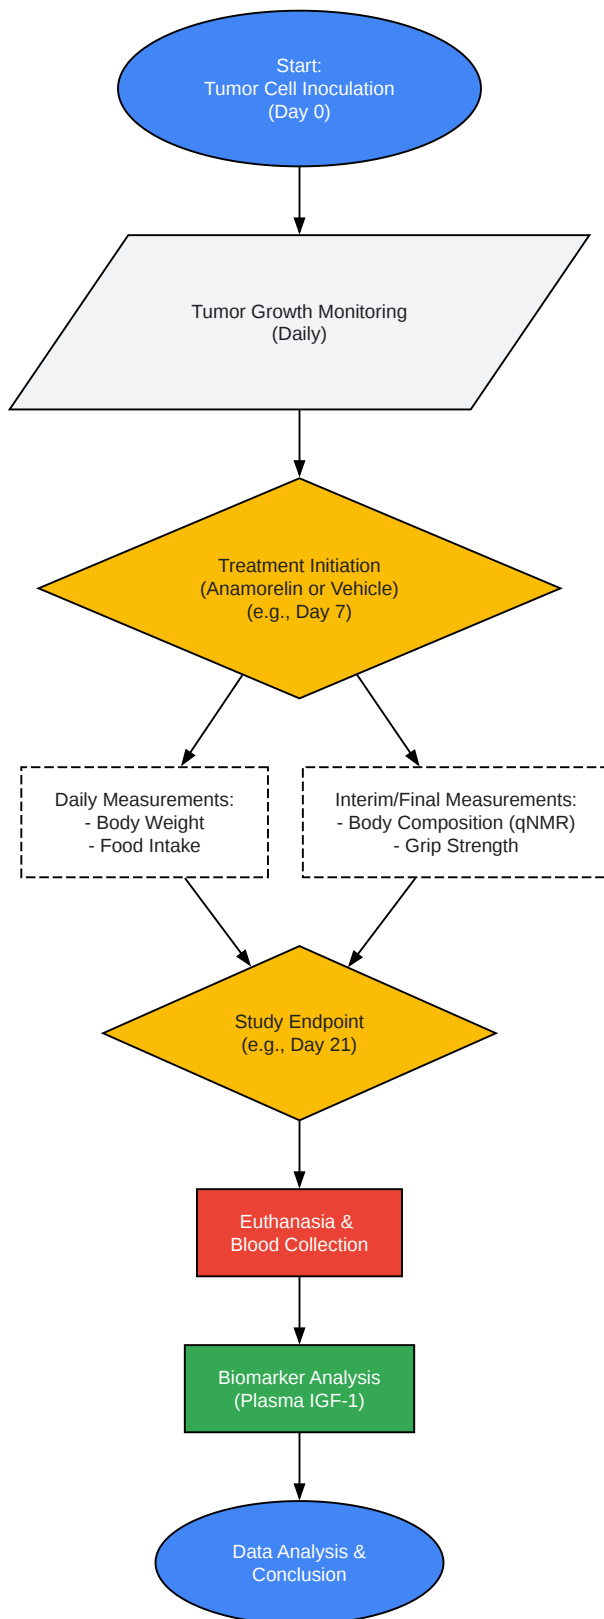 Start:
Tumor Cell Inoculation
(Day 0)
Tumor Growth Monitoring
(Daily)
Treatment Initiation
(Anamorelin or Vehicle)
(e.g., Day 7)
Daily Measurements:
- Body Weight
- Food Intake
Interim/Final Measurements:
- Body Composition (qNMR)
- Grip Strength
Study Endpoint
(e.g., Day 21)
Euthanasia &
Blood Collection
Biomarker Analysis
(Plasma IGF-1)
Data Analysis &
Conclusion